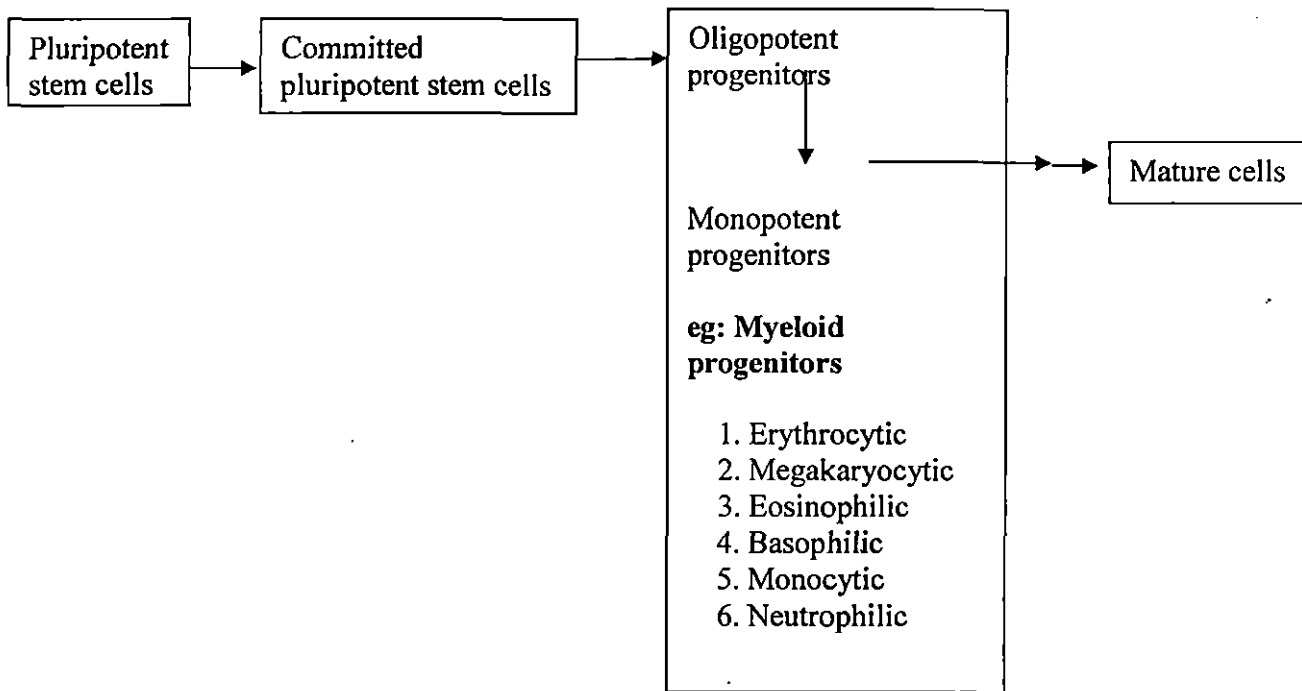 Pluripotent
stem cells
Committed
pluripotent stem cells
Oligopotent
progenitors
Mature cells
Monopotent
progenitors
eg: Myeloid
progenitors
1. Erythrocytic
2. Megakaryocytic
3. Eosinophilic
4. Basophilic
5. Monocytic
6. Neutrophilic